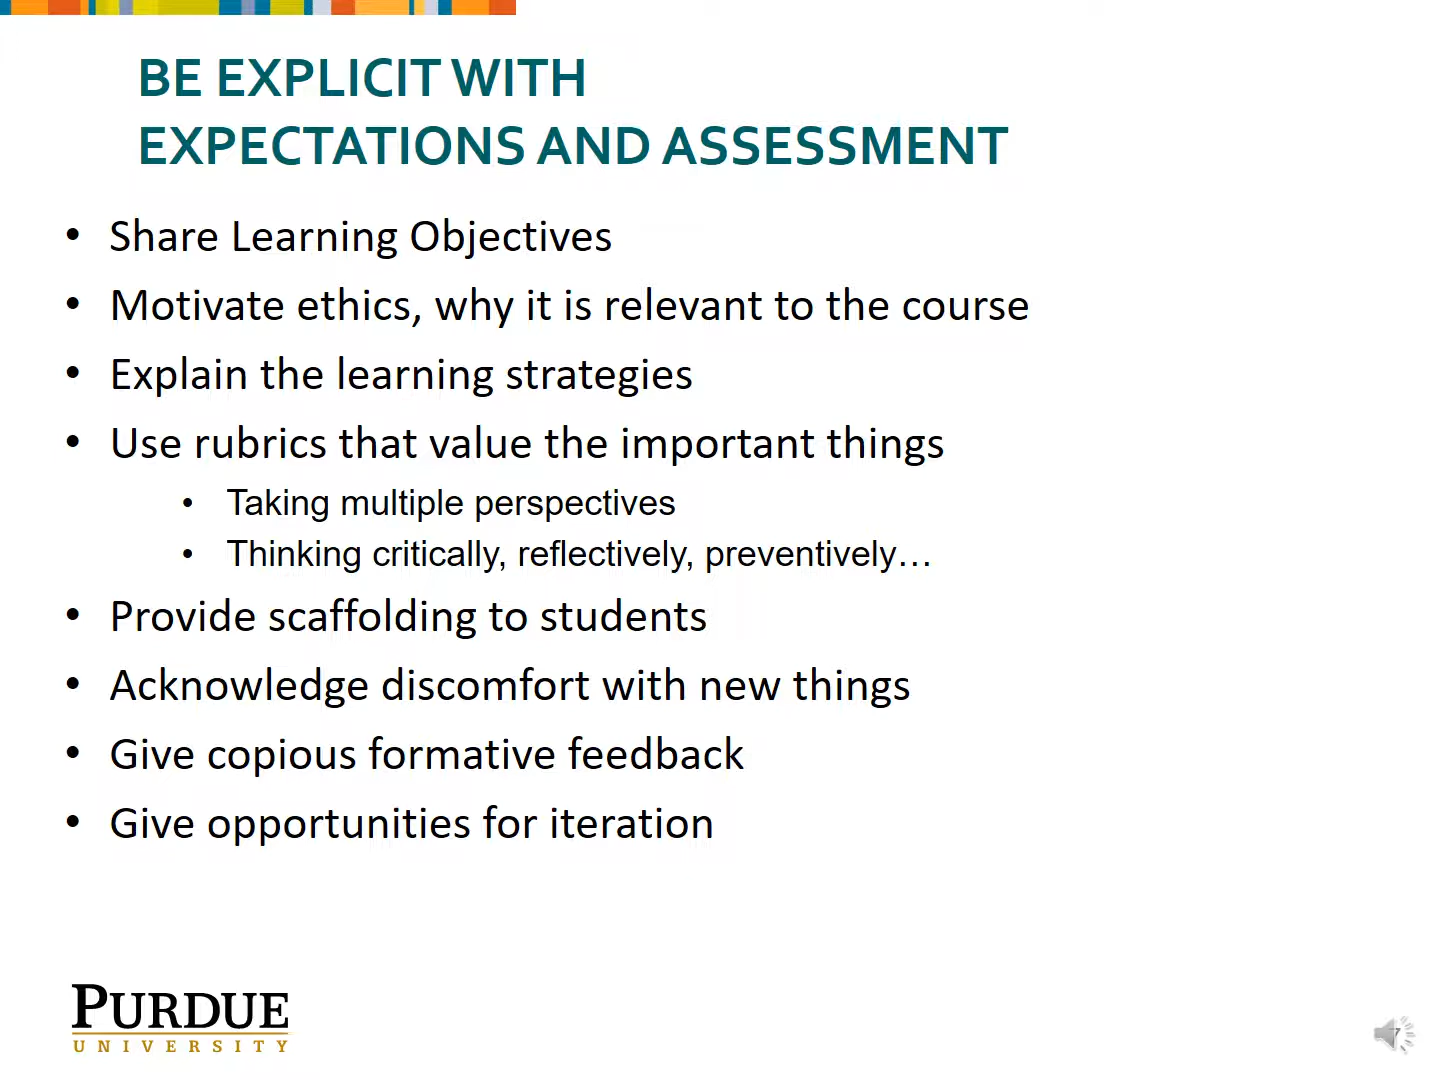 BE EXPLICIT WITH
EXPECTATIONS AND ASSESSMENT
• Share Learning Objectives
• Motivate ethics, why it is relevant to the course
• Explain the learning strategies
• Use rubrics that value the important things
• Taking multiple perspectives
• Thinking critically, reflectively, preventively…
• Provide scaffolding to students
• Acknowledge discomfort with new things
• Give copious formative feedback
• Give opportunities for iteration
PURDUE
UNIVERSITY
7